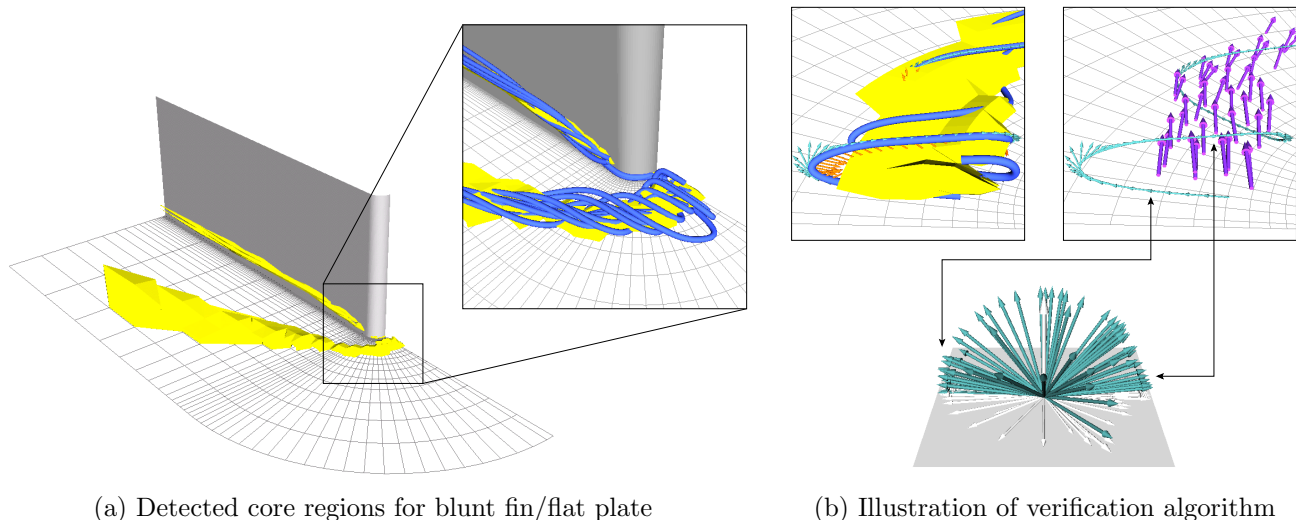 (a) Detected core regions for blunt fin/flat plate
(b) Illustration of verification algorithm